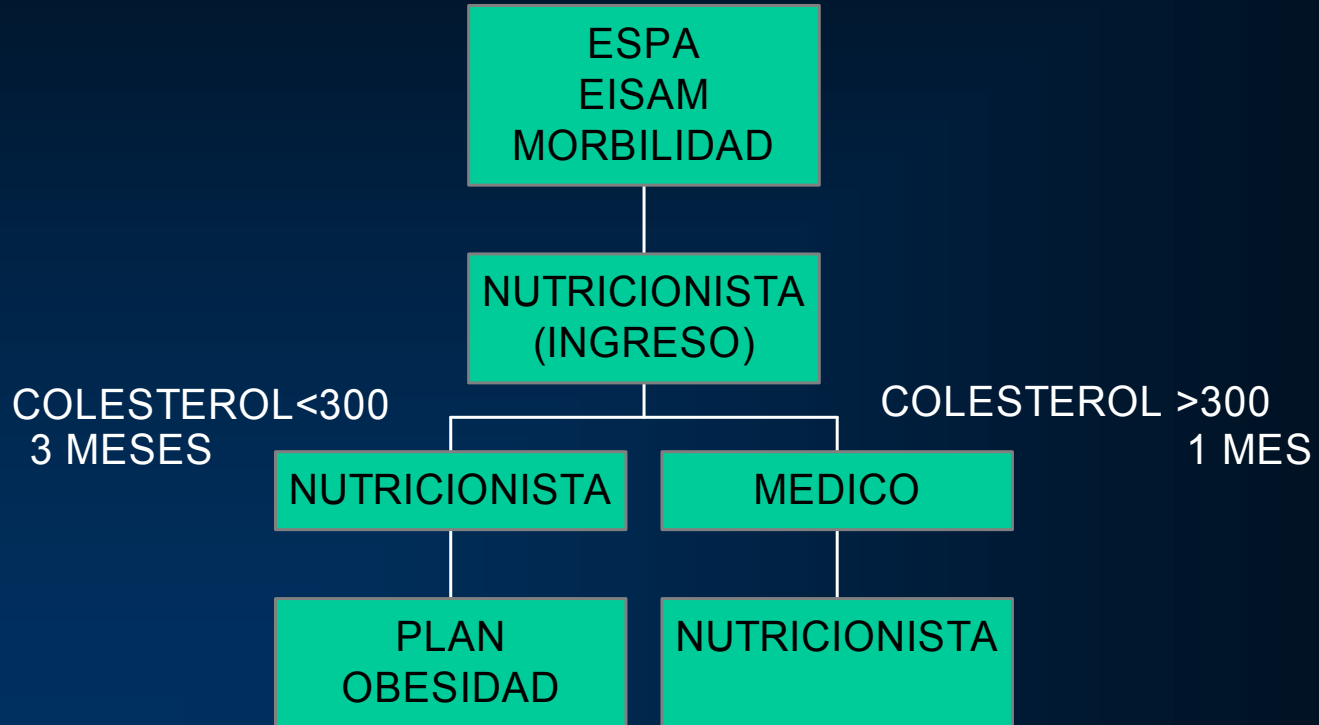 ESPA
EISAM
MORBILIDAD
NUTRICIONISTA
(INGRESO)
COLESTEROL<300
3 MESES
COLESTEROL >300
1 MES
NUTRICIONISTA
MEDICO
PLAN
OBESIDAD
NUTRICIONISTA